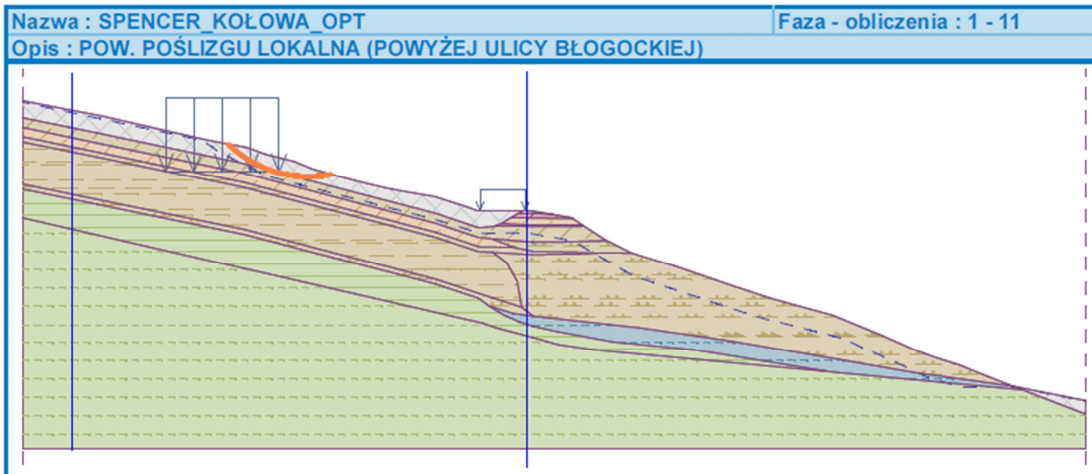 Nazwa : SPENCER_KOŁOWA_OPT
Faza - obliczenia : 1 - 11
Opis : POW. POŚLIZGU LOKALNA (POWYŻEJ ULICY BŁOGOCKIEJ)